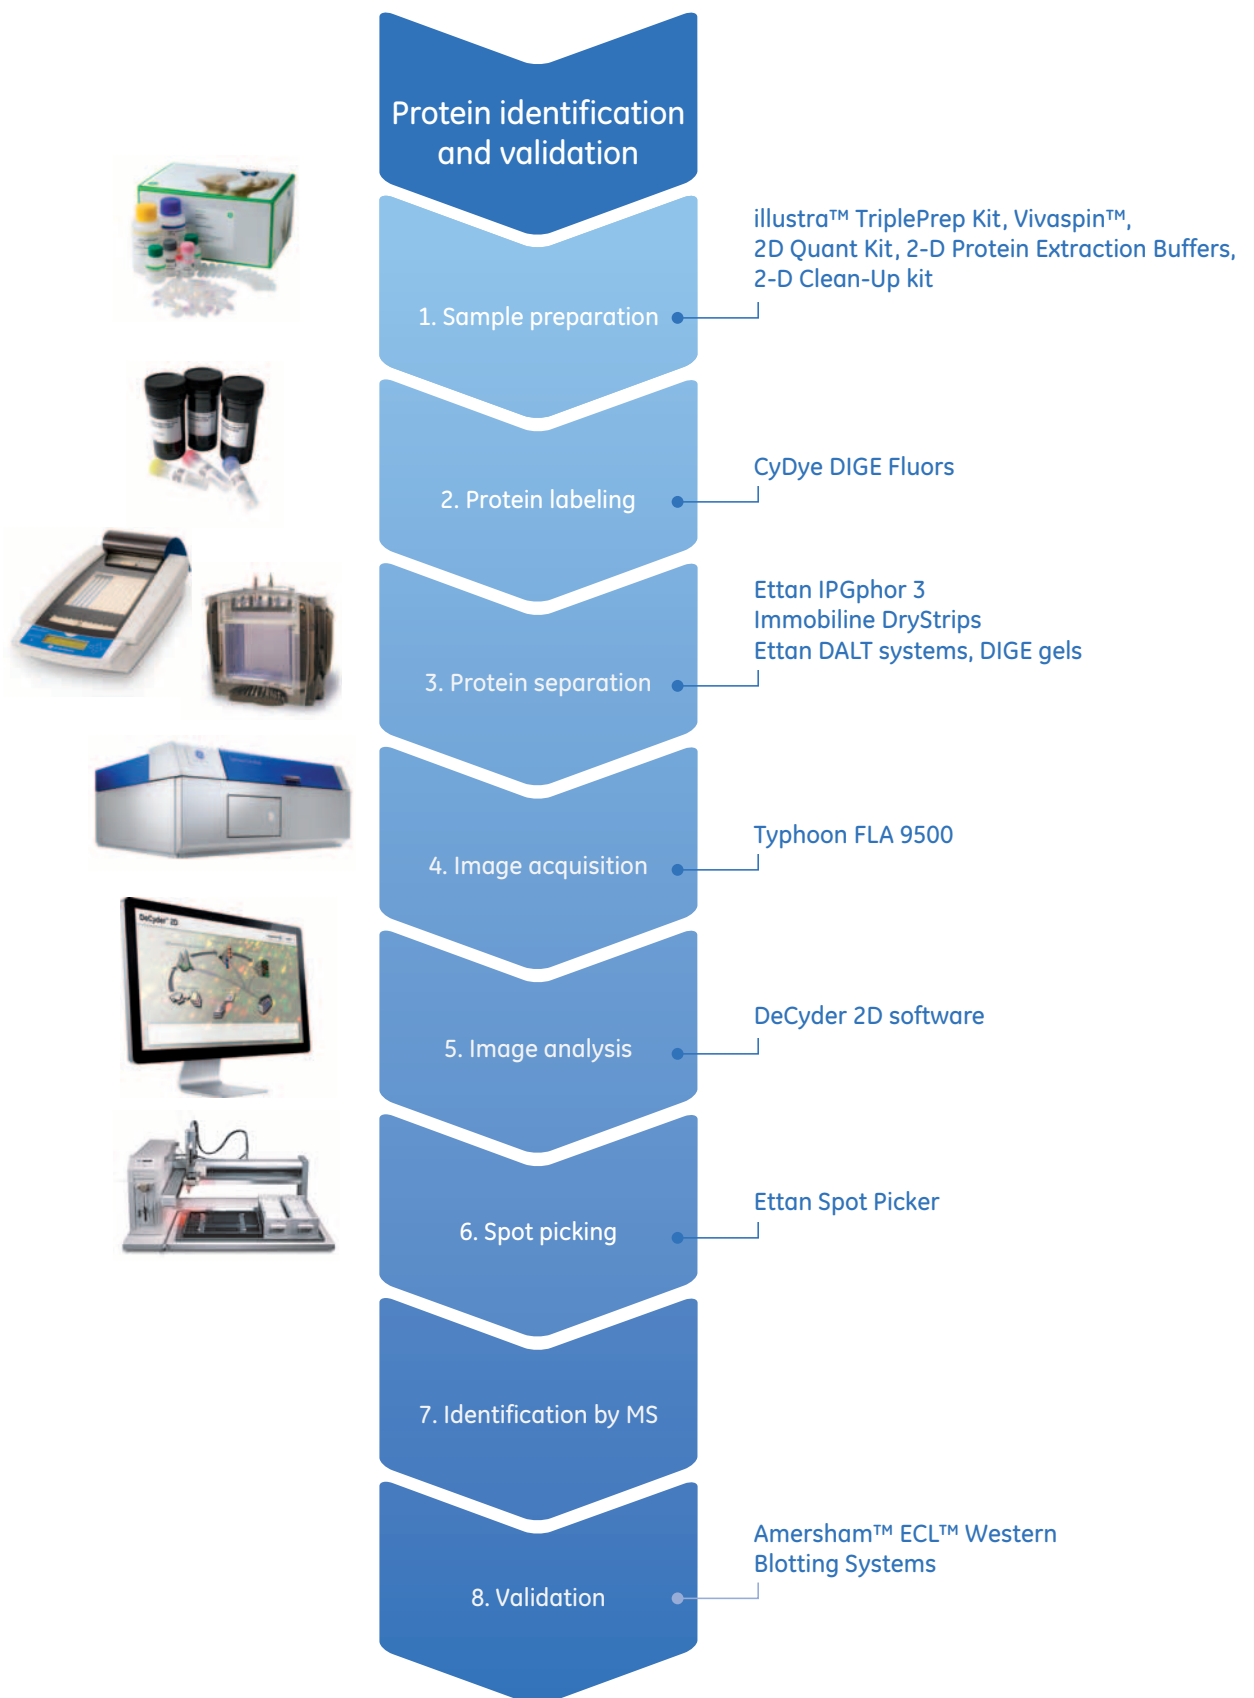 Protein identification
and validation
illustra™ TriplePrep Kit, Vivaspin™,
2D Quant Kit, 2-D Protein Extraction Buffers,
2-D Clean-Up kit
1. Sample preparation
CyDye DIGE Fluors
2. Protein labeling
Ettan IPGphor 3
Immobiline DryStrips
Ettan DALT systems, DIGE gels
3. Protein separation
Typhoon FLA 9500
4. Image acquisition
DeCyder™ 2D
DeCyder 2D software
5. Image analysis
Ettan Spot Picker
6. Spot picking
7. Identification by MS
Amersham™ ECL™ Western
Blotting Systems
8. Validation